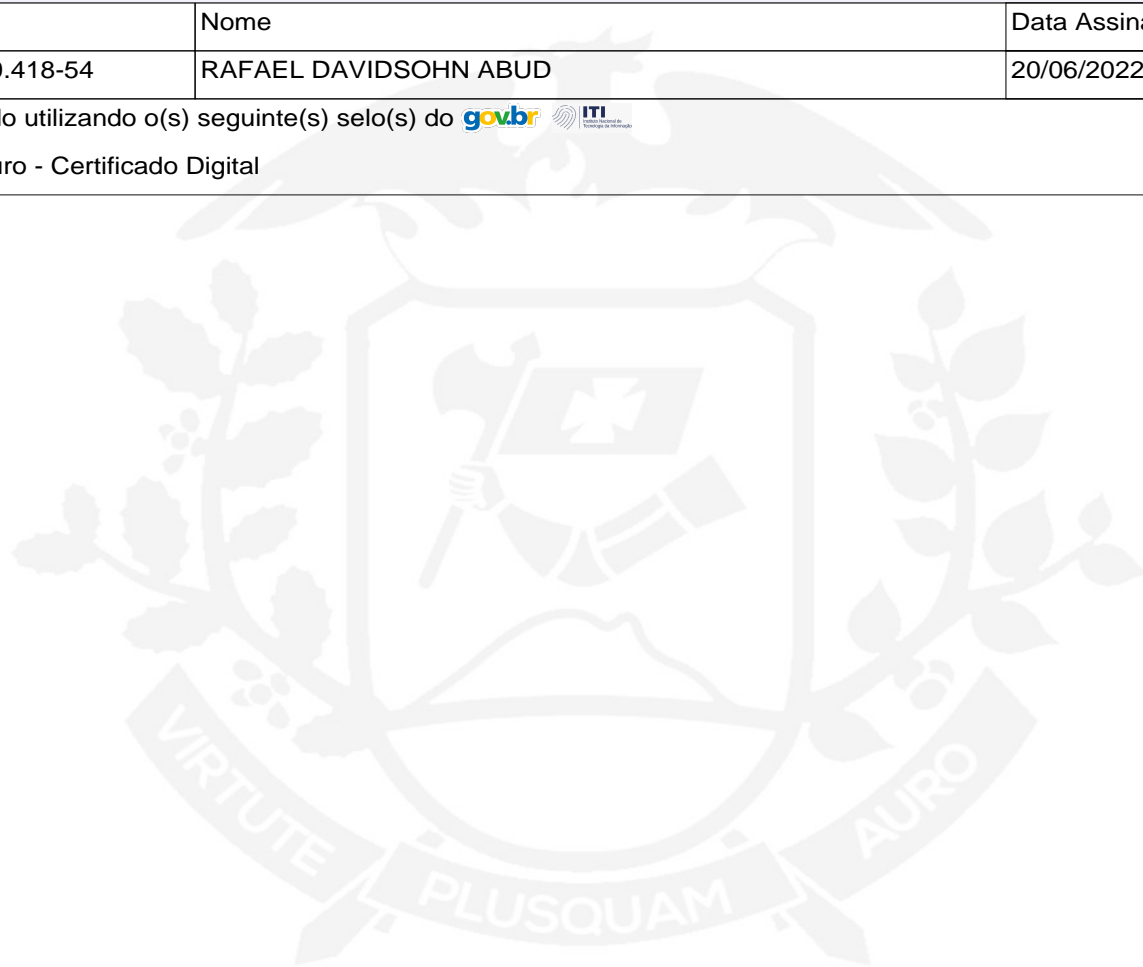 Nome Data Assina
.418-54 RAFAEL DAVIDSOHN ABUD 20/06/2022
do utilizando o(s) seguinte(s) selo(s) do gov.br ITI
uro - Certificado Digital
VIRTUTE PLUSQUAM AURO